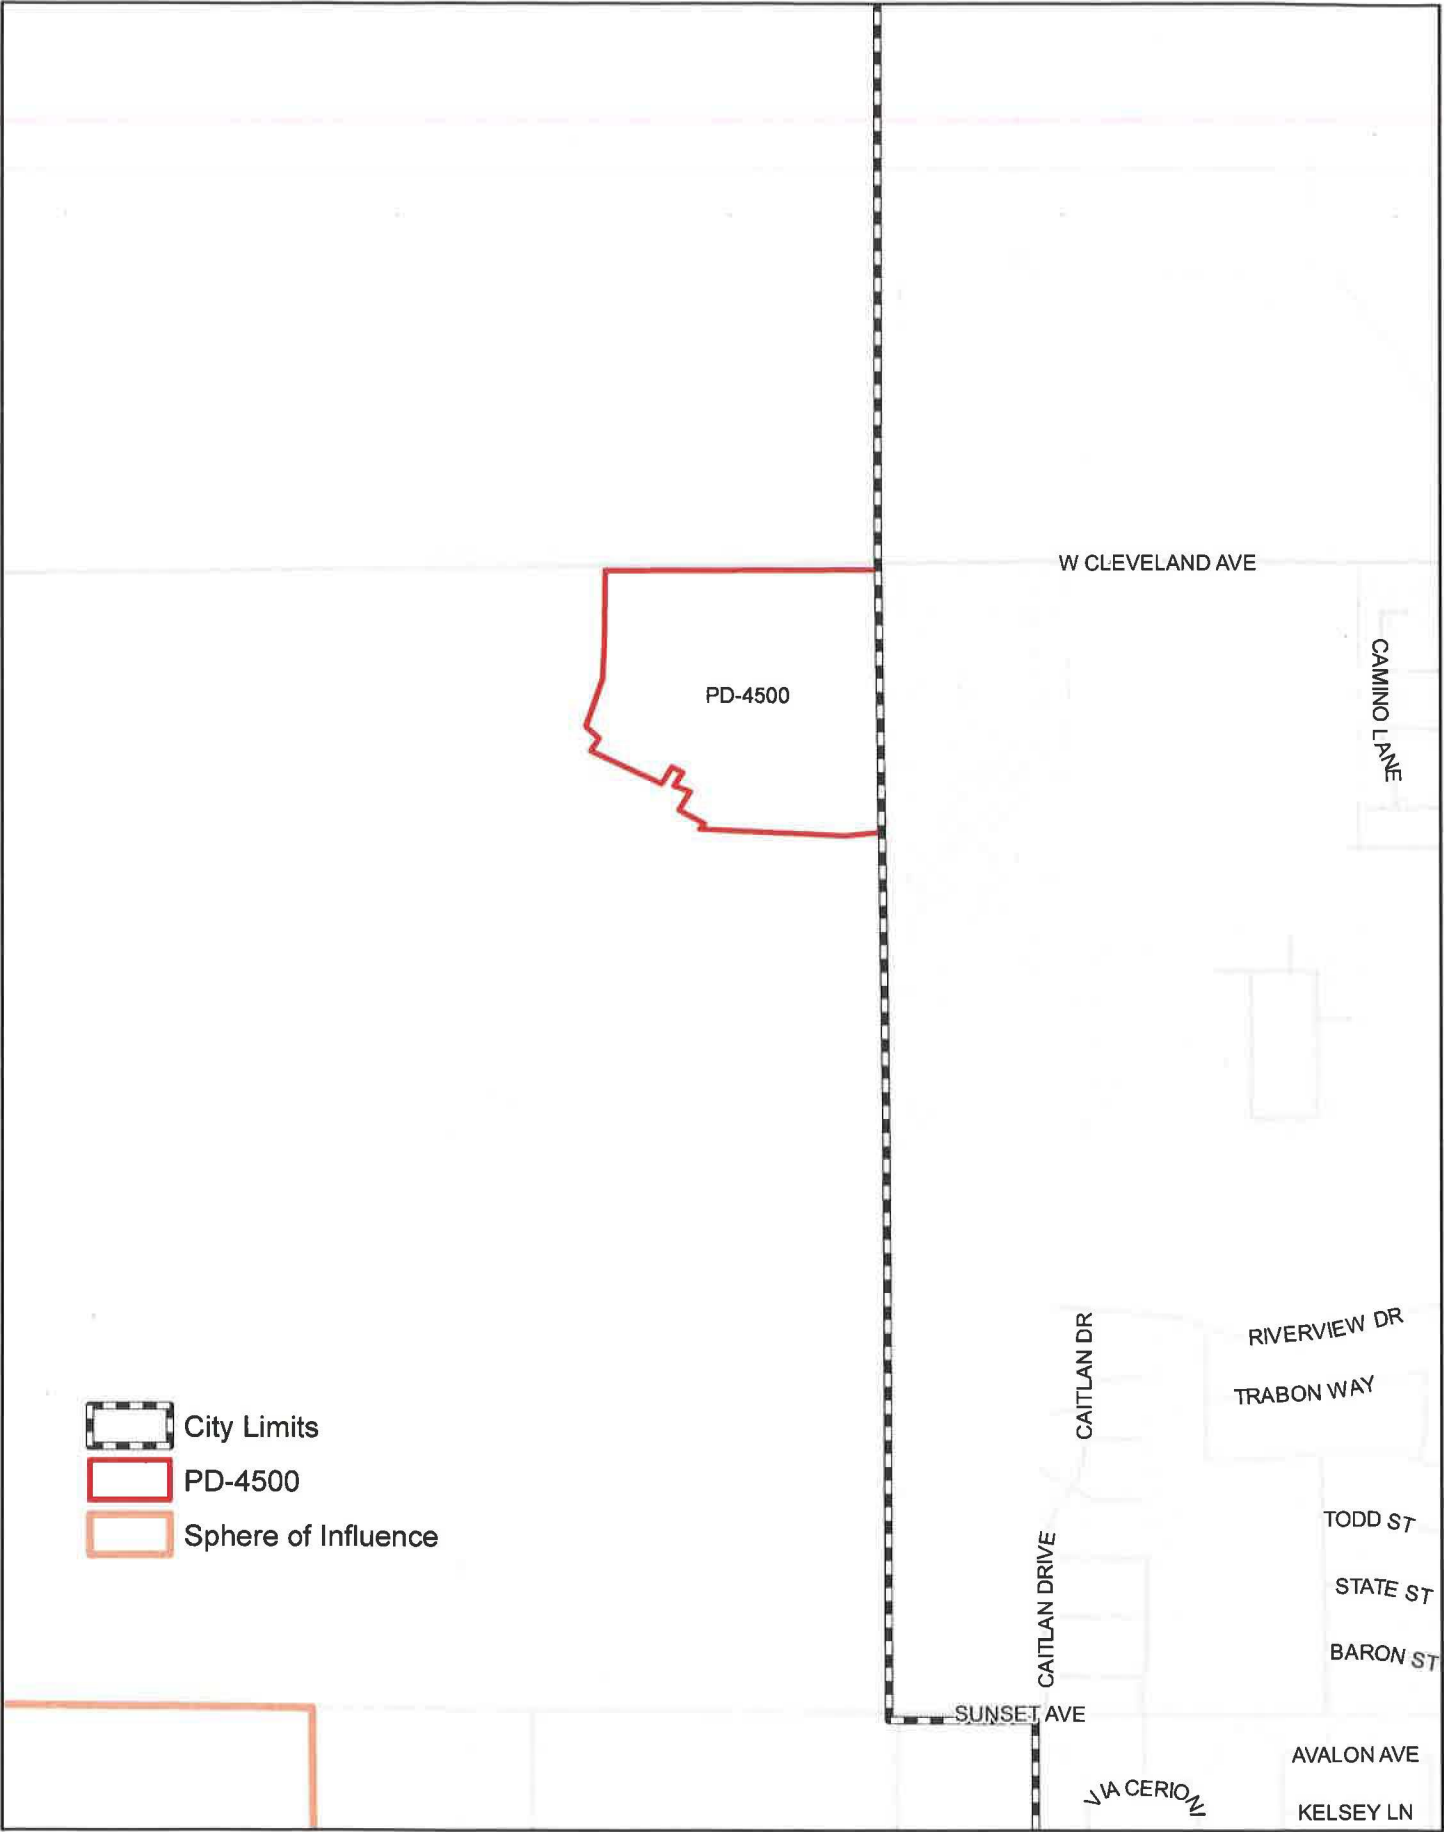 W CLEVELAND AVE
CAMINO LANE
PD-4500
CAITLAN DR
RIVERVIEW DR
TRABON WAY
City Limits
PD-4500
Sphere of Influence
TODD ST
CAITLAN DRIVE
STATE ST
BARON ST
SUNSET AVE
AVALON AVE
VIA CERIONI
KELSEY LN